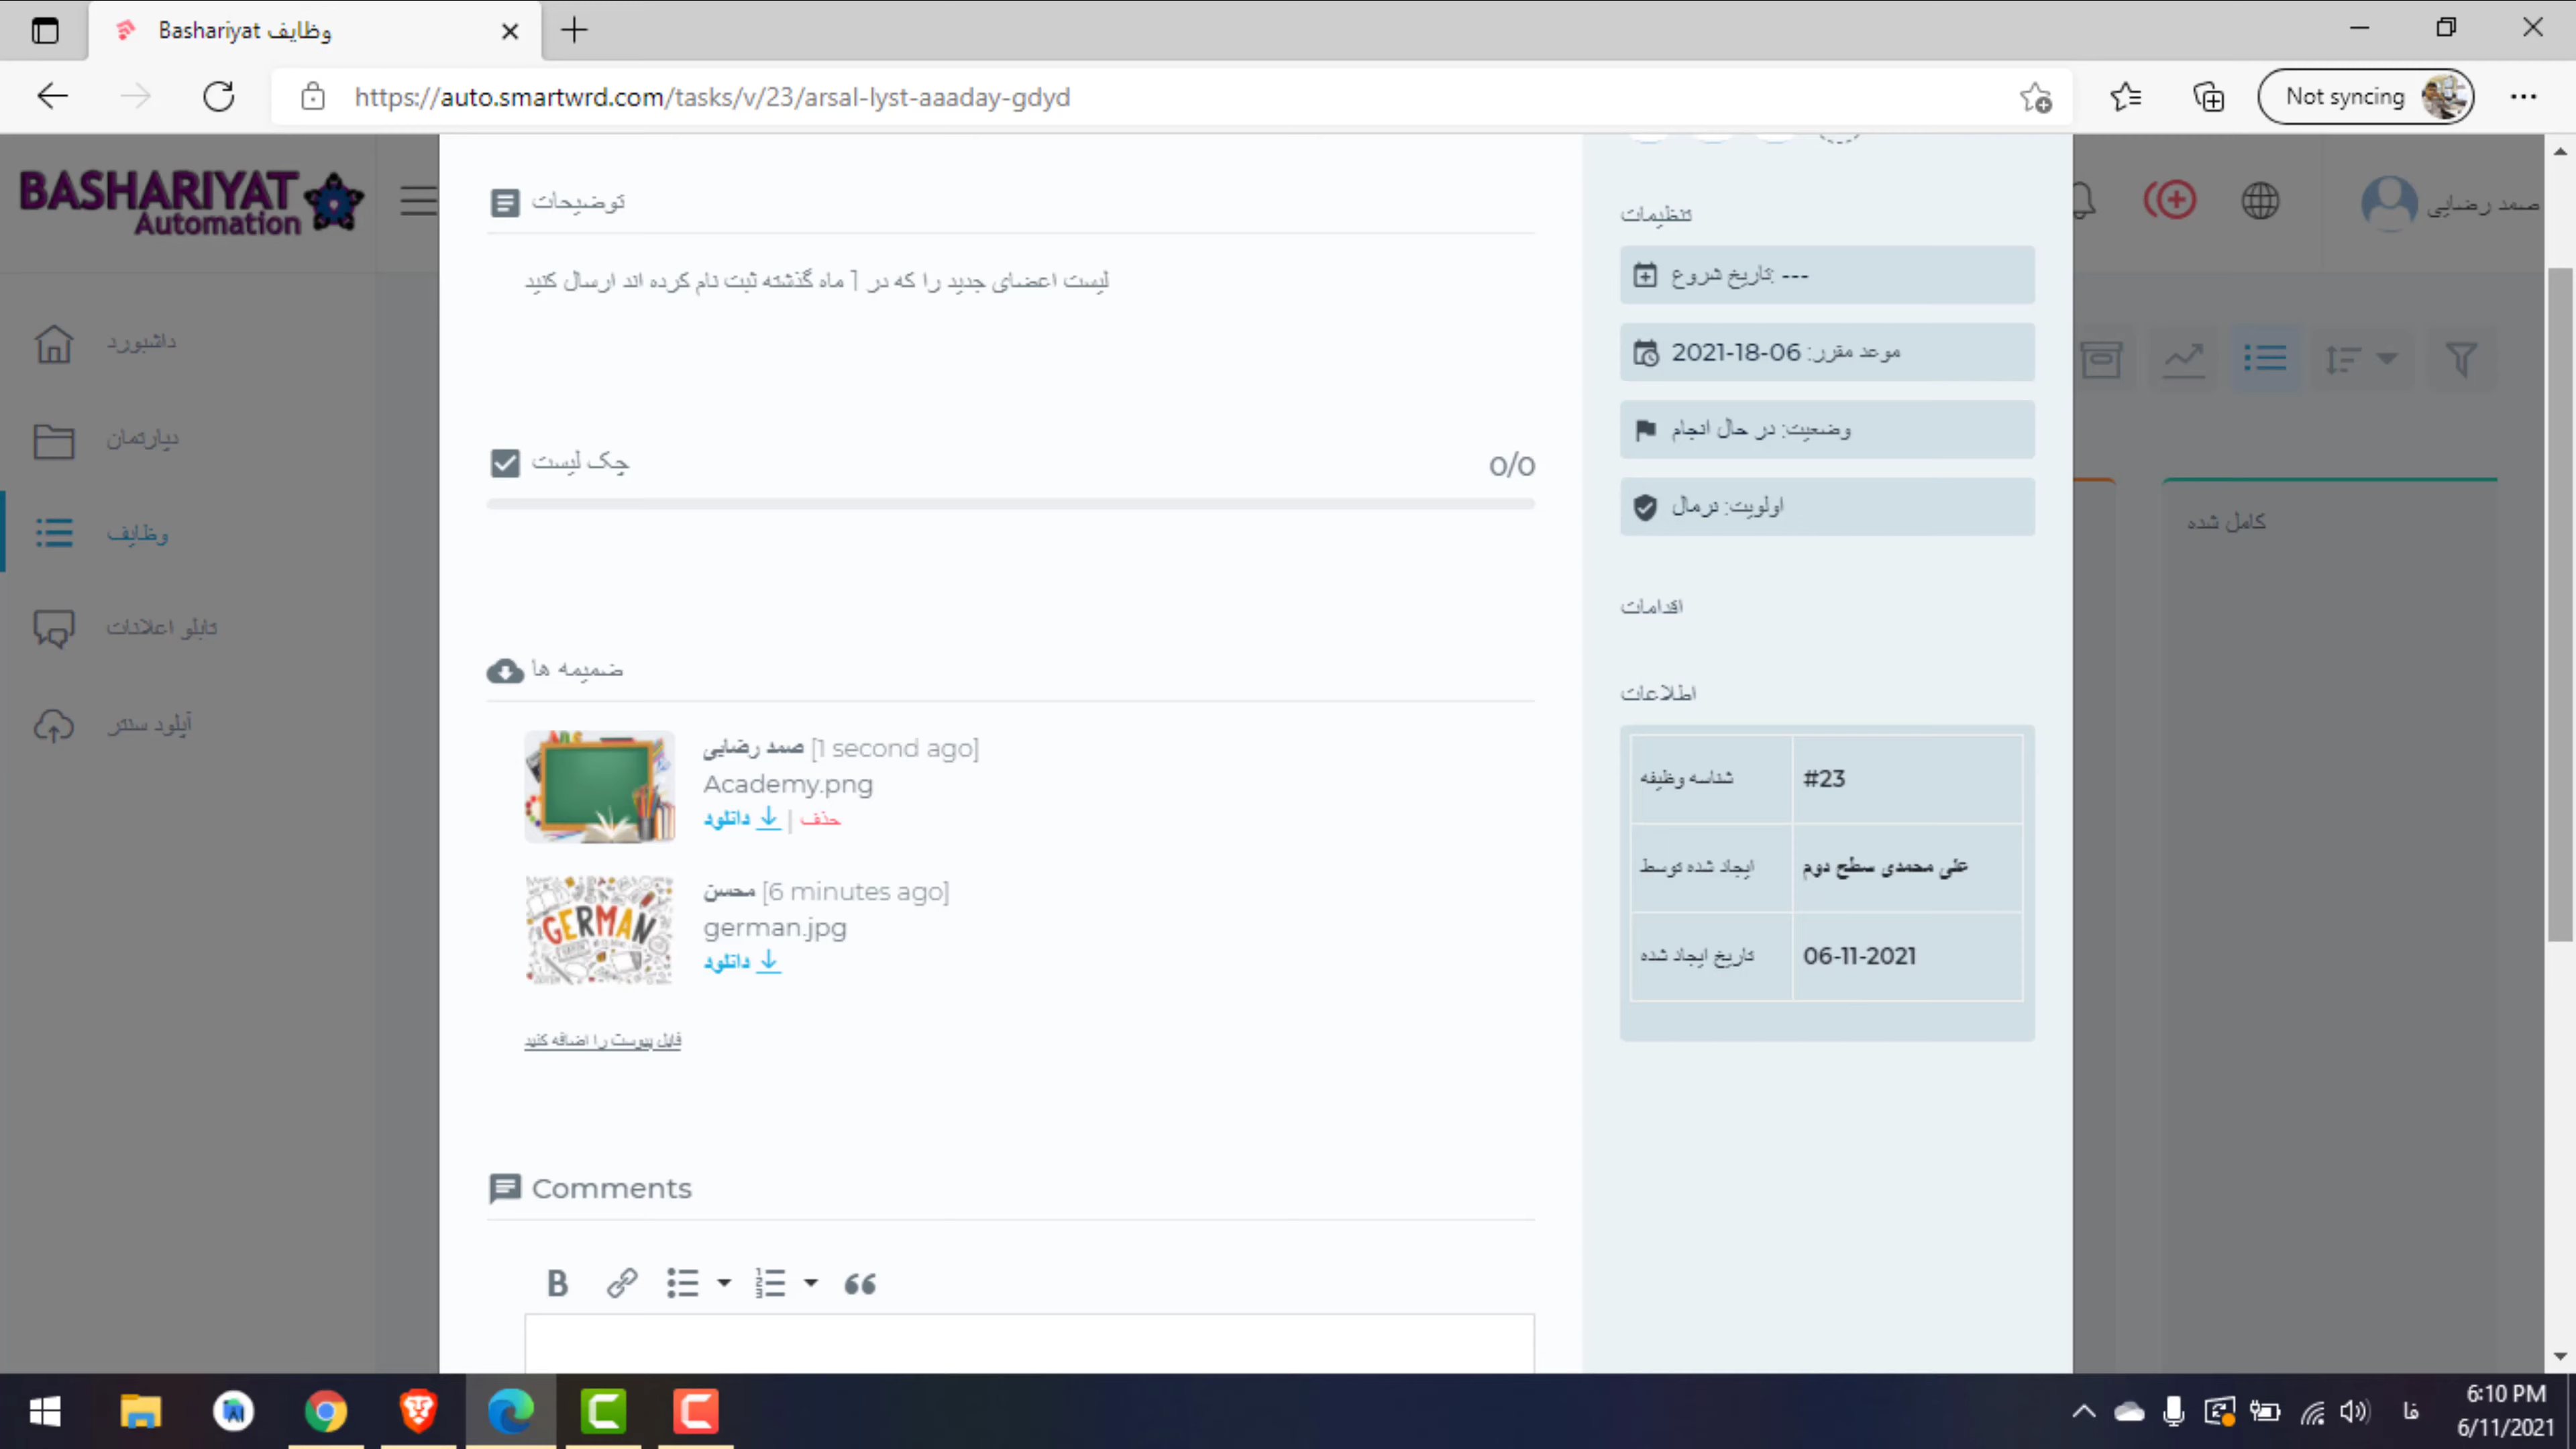 Bashariyat وظایف
https://auto.smartwrd.com/tasks/v/23/arsal-lyst-aaaday-gdyd
Not syncing
BASHARIYAT
Automation
صمد رضایی
داشبورد
دپارتمان
وظایف
تابلو اعلانات
آپلود سنتر
توضیحات
لیست اعضای جدید را که در 1 ماه گذشته ثبت نام کرده اند ارسال کنید
چک لیست
0/0
ضمیمه ها
صمد رضایی [1 second ago]
Academy.png
دانلود | حذف
GERMAN
محسن [6 minutes ago]
german.jpg
دانلود
فایل پیوست را اضافه کنید
Comments
تنظیمات
تاریخ شروع: ---
موعد مقرر: 2021-18-06
وضعیت: در حال انجام
اولویت: نرمال
اقدامات
اطلاعات
شناسه وظیفه #23
ایجاد شده توسط علی محمدی سطح دوم
تاریخ ایجاد شده 06-11-2021
کامل شده
فا
6:10 PM
6/11/2021